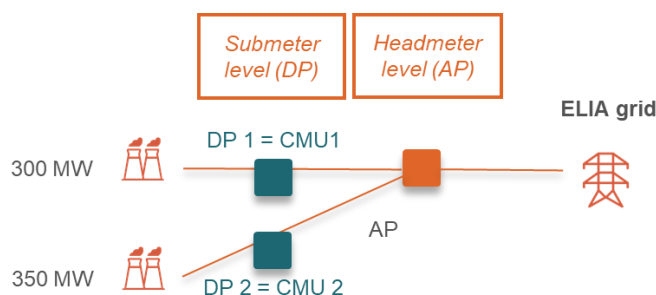 Submeter
level (DP)
Headmeter
level (AP)
ELIA grid
DP 1 = CMU1
300 MW
AP
350 MW
DP 2 = CMU 2